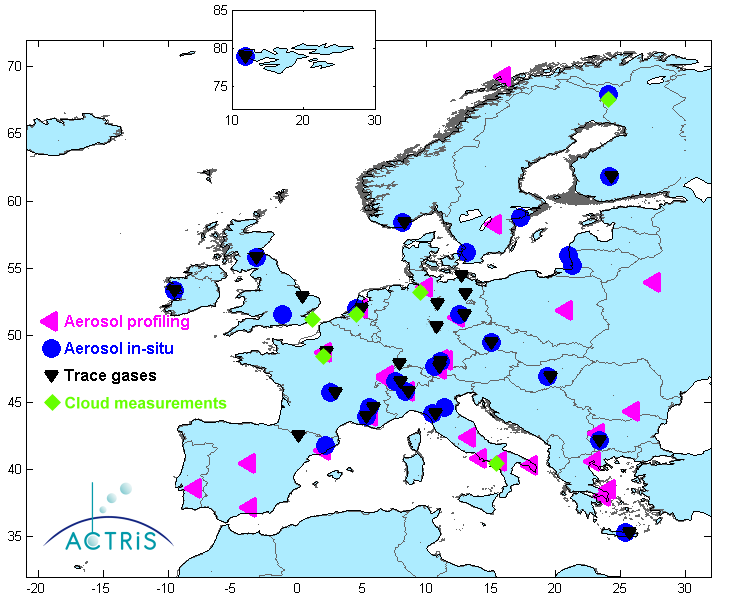 85
80
75
10
20
30
70
65
60
55
50
45
40
35
Aerosol profiling
Aerosol in-situ
Trace gases
Cloud measurements
ACTRiS
-20 -15 -10 -5 0 5 10 15 20 25 30